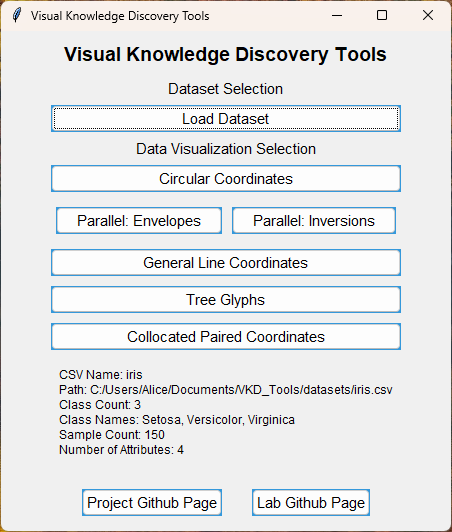 Visual Knowledge Discovery Tools
Visual Knowledge Discovery Tools
Dataset Selection
Load Dataset
Data Visualization Selection
Circular Coordinates
Parallel: Envelopes Parallel: Inversions
General Line Coordinates
Tree Glyphs
Collocated Paired Coordinates
CSV Name: iris
Path: C:/Users/Alice/Documents/VKD_Tools/datasets/iris.csv
Class Count: 3
Class Names: Setosa, Versicolor, Virginica
Sample Count: 150
Number of Attributes: 4
Project Github Page Lab Github Page